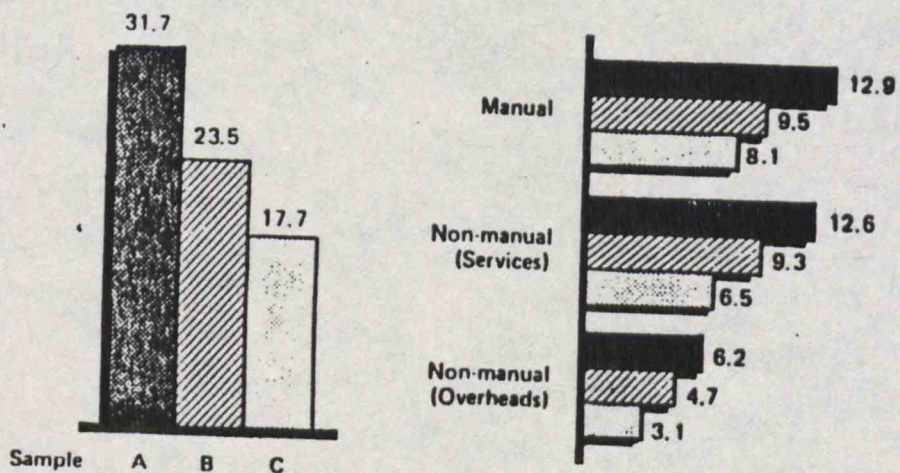 31.7
23.5
17.7
Sample A B C
Manual
12.9
9.5
8.1
Non-manual
(Services)
12.6
9.3
6.5
Non-manual
(Overheads)
6.2
4.7
3.1